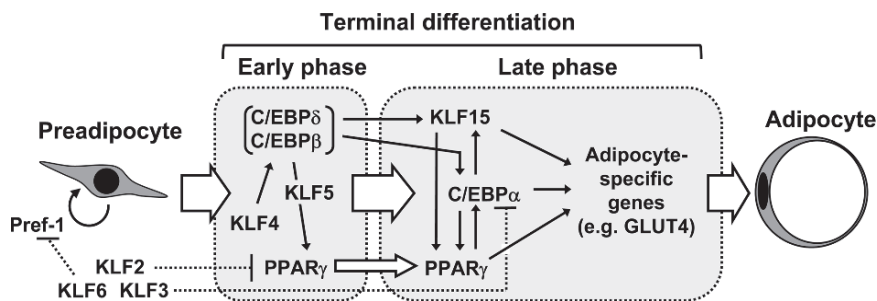 Terminal differentiation
Early phase
Late phase
Preadipocyte
Adipocyte
C/EBPδ
C/EBPβ
KLF15
KLF5
KLF4
C/EBPα
Adipocyte-
specific
genes
(e.g. GLUT4)
Pref-1
KLF2
PPARγ
PPARγ
KLF6 KLF3